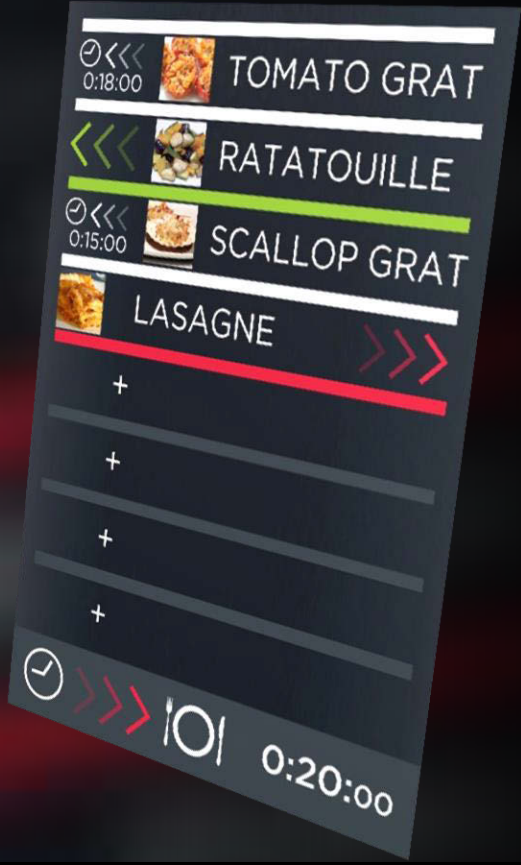 TOMATO GRAT
0:18:00
RATATOUILLE
SCALLOP GRAT
0:15:00
LASAGNE
+
+
+
+
0:20:00